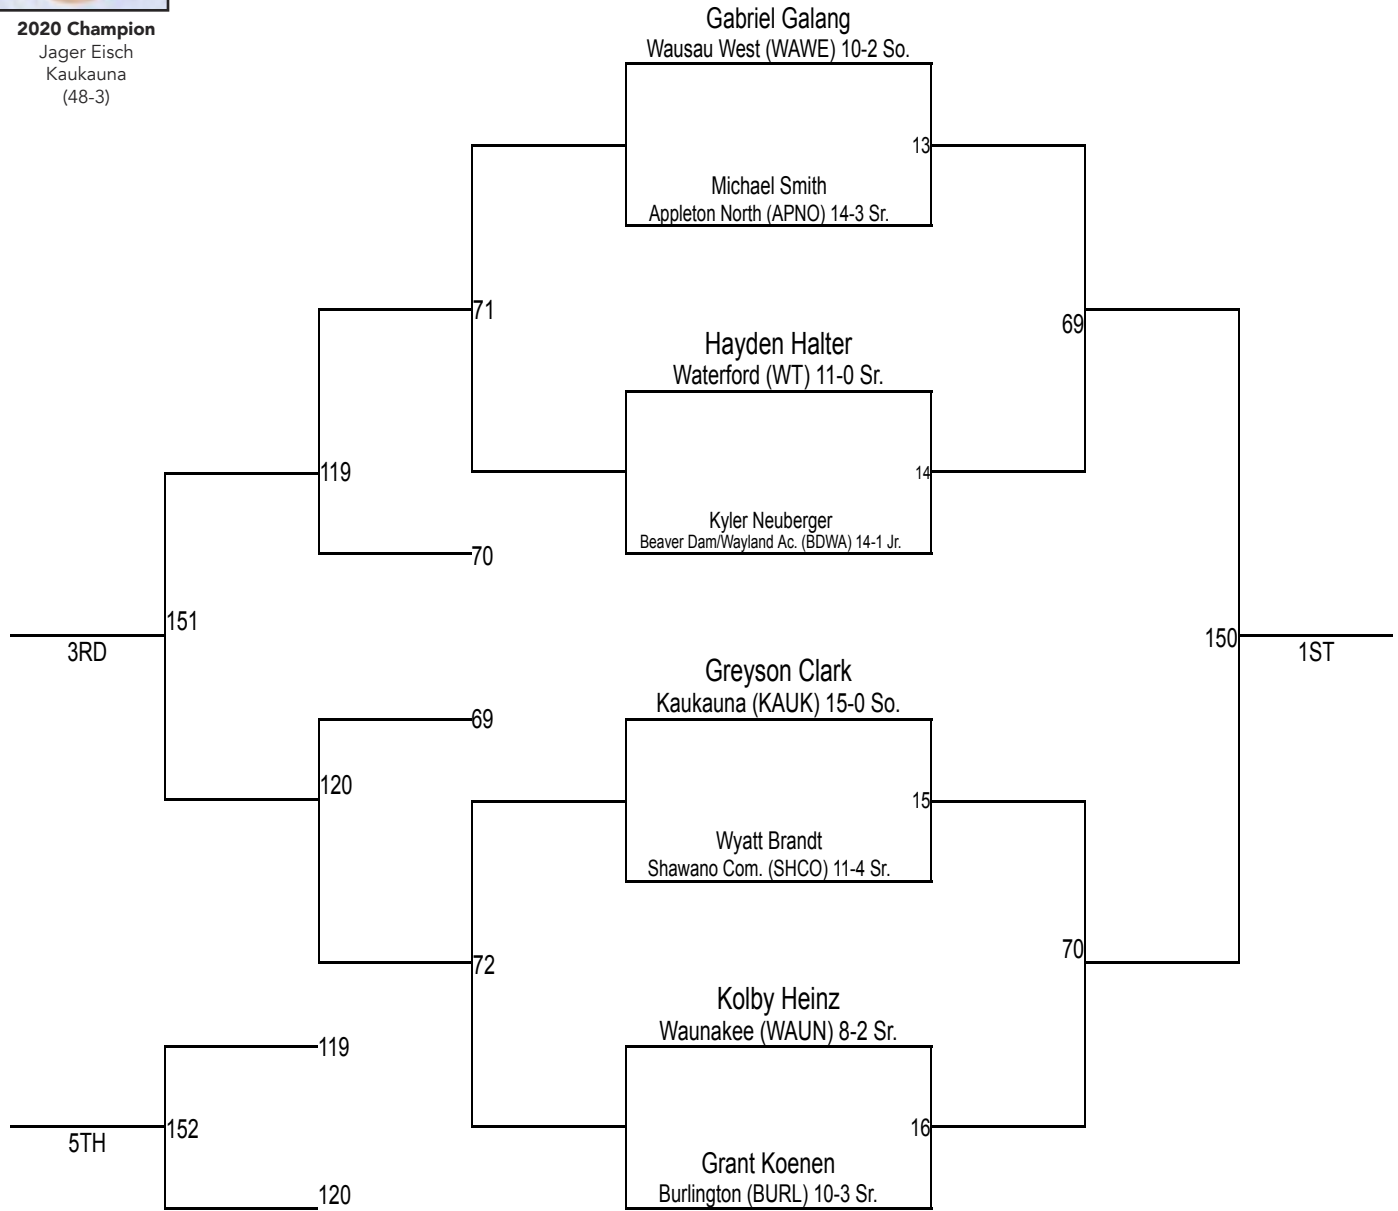 2020 Champion
Jager Eisch
Kaukauna
(48-3)
Gabriel Galang
Wausau West (WAWE) 10-2 So.
13
Michael Smith
Appleton North (APNO) 14-3 Sr.
71
69
Hayden Halter
Waterford (WT) 11-0 Sr.
119
14
Kyler Neuberger
Beaver Dam/Wayland Ac. (BDWA) 14-1 Jr.
70
151
3RD
150
1ST
Greyson Clark
Kaukauna (KAUK) 15-0 So.
69
120
15
Wyatt Brandt
Shawano Com. (SHCO) 11-4 Sr.
72
70
Kolby Heinz
Waunakee (WAUN) 8-2 Sr.
119
152
5TH
16
Grant Koenen
Burlington (BURL) 10-3 Sr.
120